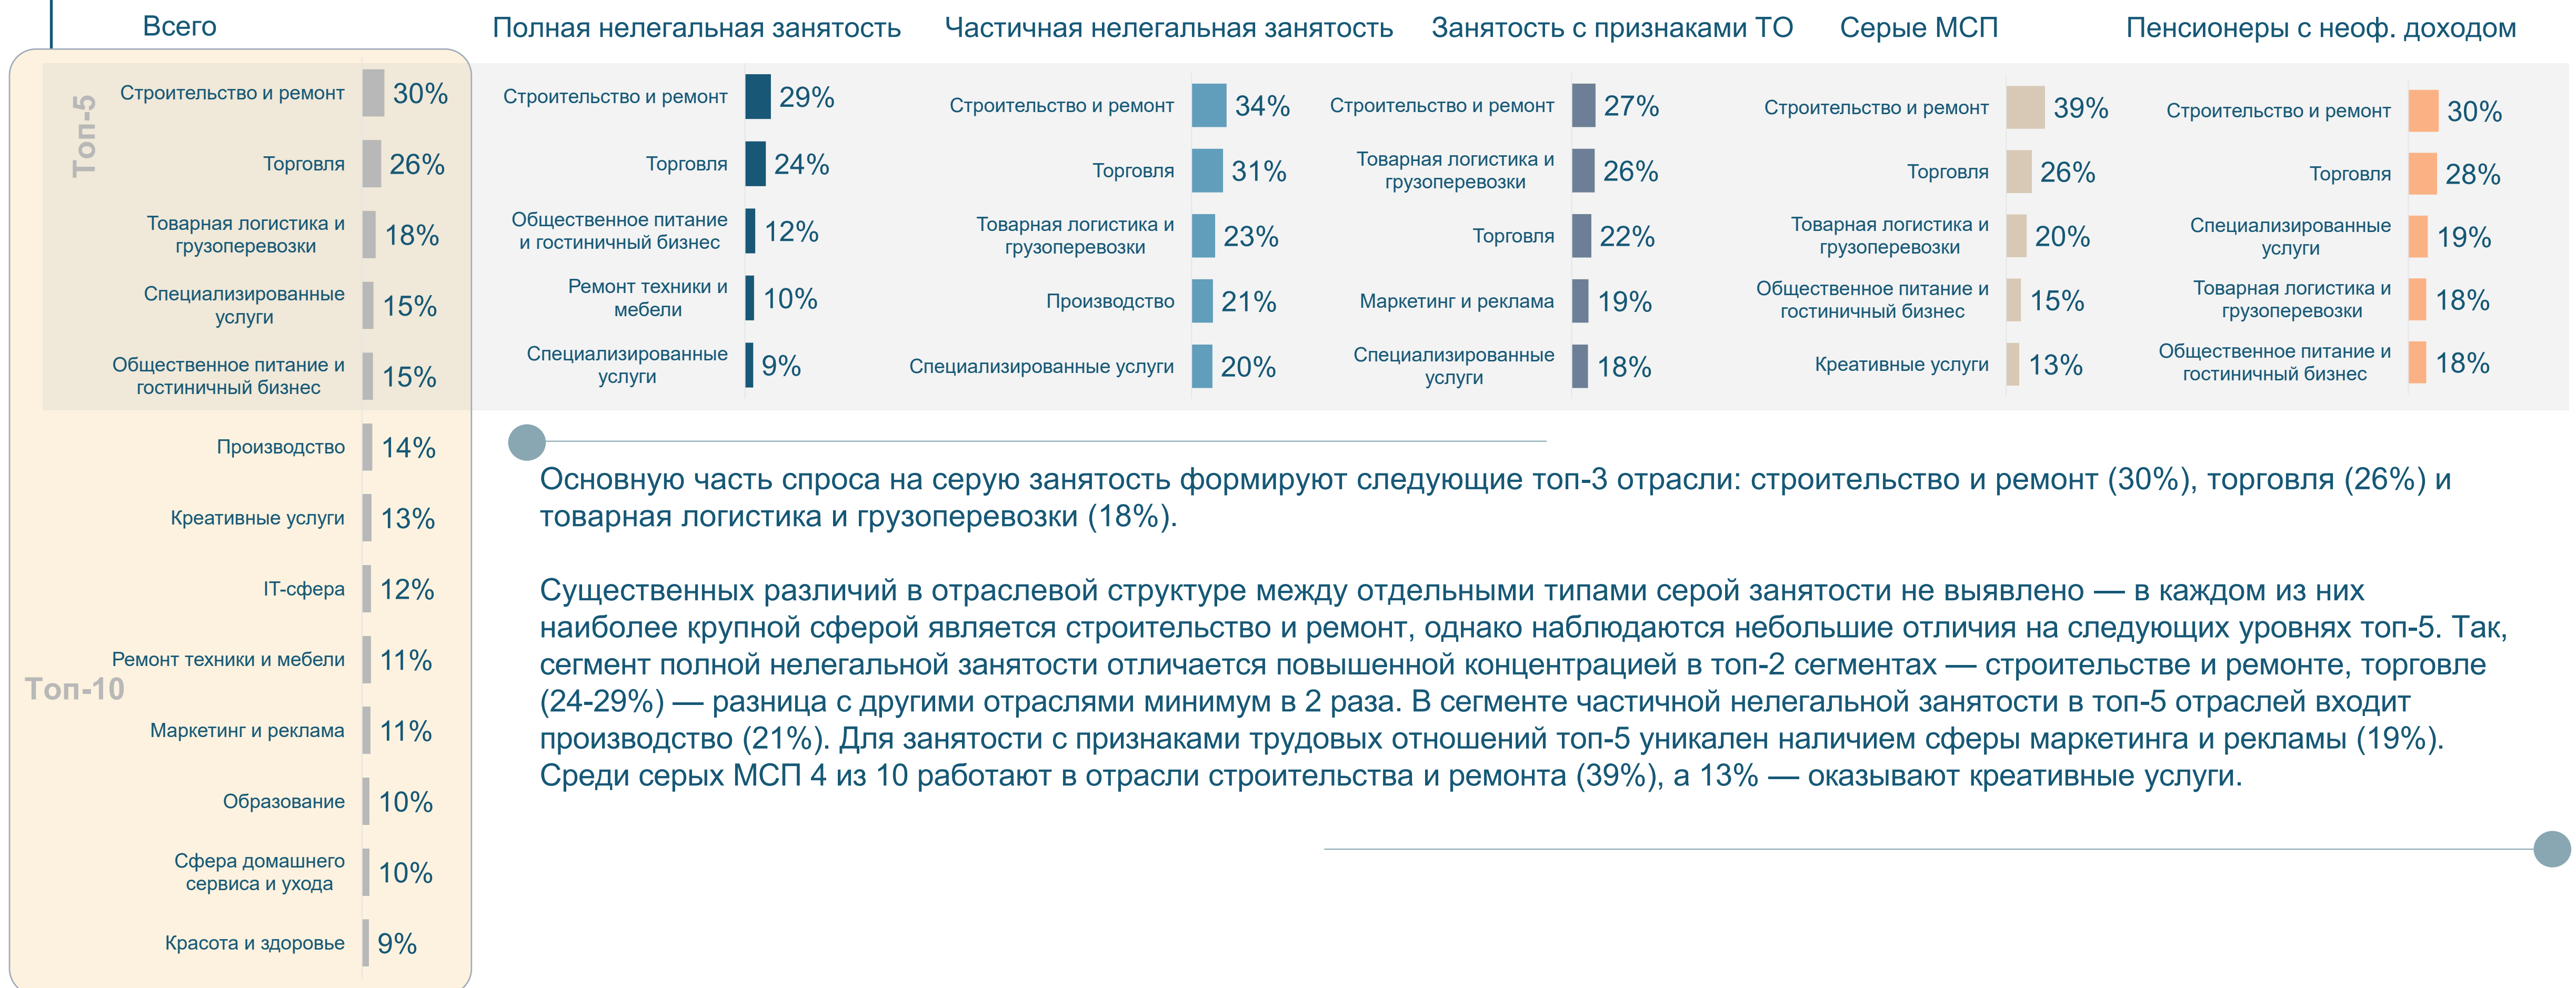 Всего
Полная нелегальная занятость
Частичная нелегальная занятость
Занятость с признаками ТО
Серые МСП
Пенсионеры с неоф. доходом
Топ-5
Строительство и ремонт
30%
Торговля
26%
Товарная логистика и
грузоперевозки
18%
Специализированные
услуги
15%
Общественное питание и
гостиничный бизнес
15%
Производство
14%
Креативные услуги
13%
IT-сфера
12%
Ремонт техники и мебели
11%
Топ-10
Маркетинг и реклама
11%
Образование
10%
Сфера домашнего
сервиса и ухода
10%
Красота и здоровье
9%
Строительство и ремонт
29%
Торговля
24%
Общественное питание
и гостиничный бизнес
12%
Ремонт техники и
мебели
10%
Специализированные
услуги
9%
Строительство и ремонт
34%
Торговля
31%
Товарная логистика и
грузоперевозки
23%
Производство
21%
Специализированные услуги
20%
Строительство и ремонт
27%
Товарная логистика и
грузоперевозки
26%
Торговля
22%
Маркетинг и реклама
19%
Специализированные
услуги
18%
Строительство и ремонт
39%
Торговля
26%
Товарная логистика и
грузоперевозки
20%
Общественное питание и
гостиничный бизнес
15%
Креативные услуги
13%
Строительство и ремонт
30%
Торговля
28%
Специализированные
услуги
19%
Товарная логистика и
грузоперевозки
18%
Общественное питание и
гостиничный бизнес
18%
Основную часть спроса на серую занятость формируют следующие топ-3 отрасли: строительство и ремонт (30%), торговля (26%) и
товарная логистика и грузоперевозки (18%).
Существенных различий в отраслевой структуре между отдельными типами серой занятости не выявлено — в каждом из них
наиболее крупной сферой является строительство и ремонт, однако наблюдаются небольшие отличия на следующих уровнях топ-5. Так,
сегмент полной нелегальной занятости отличается повышенной концентрацией в топ-2 сегментах — строительстве и ремонте, торговле
(24-29%) — разница с другими отраслями минимум в 2 раза. В сегменте частичной нелегальной занятости в топ-5 отраслей входит
производство (21%). Для занятости с признаками трудовых отношений топ-5 уникален наличием сферы маркетинга и рекламы (19%).
Среди серых МСП 4 из 10 работают в отрасли строительства и ремонта (39%), а 13% — оказывают креативные услуги.